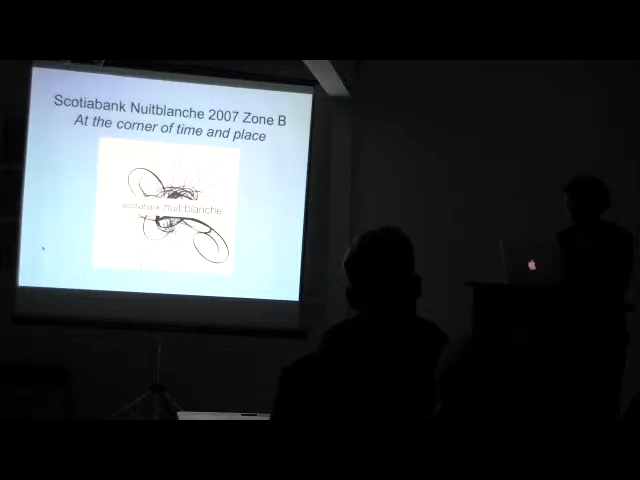 Scotiabank Nuitblanche 2007 Zone B
At the corner of time and place
scotiabank nuit blanche